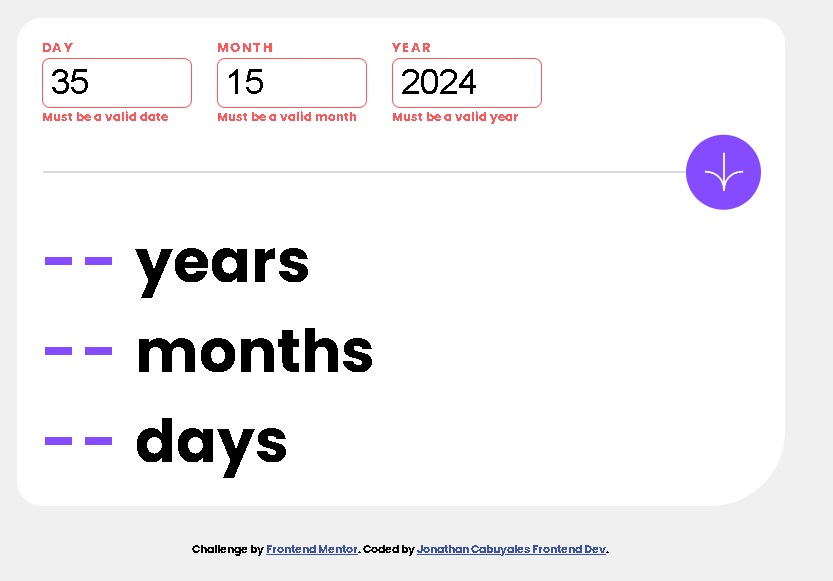 DAY MONTH YEAR
35 15 2024
Must be a valid date Must be a valid month Must be a valid year
-- years
-- months
-- days
Challenge by Frontend Mentor. Coded by Jonathan Cabuyales Frontend Dev.